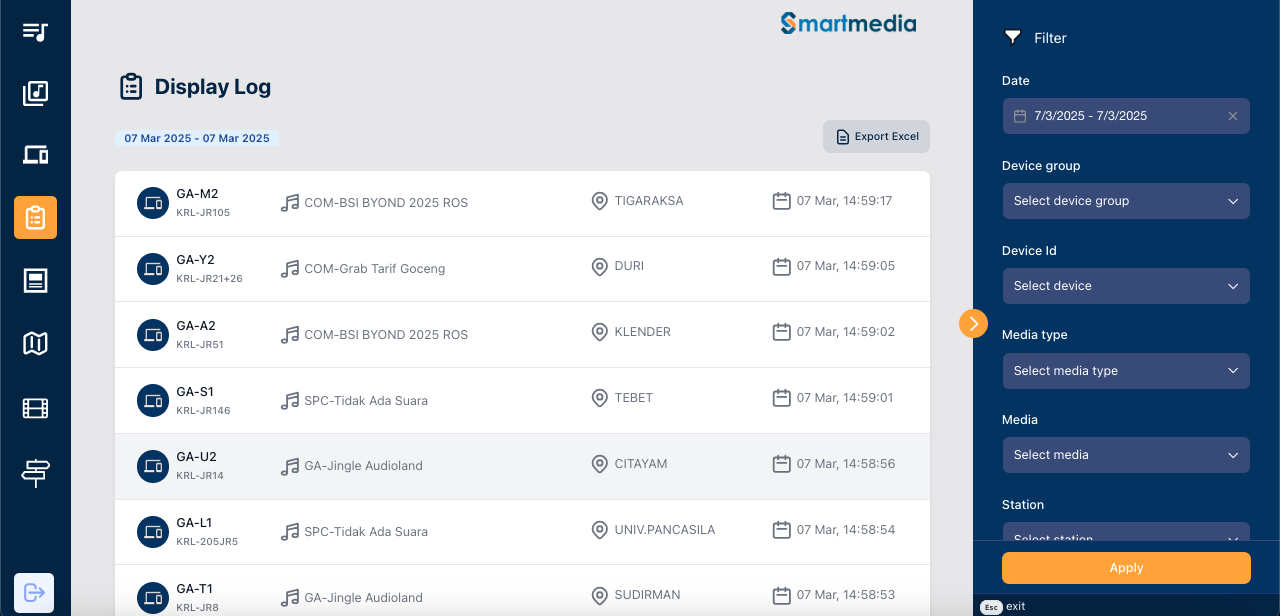 Smartmedia
Display Log
07 Mar 2025 - 07 Mar 2025
Export Excel
GA-M2
KRL-JR105
COM-BSI BYOND 2025 ROS
TIGARAKSA
07 Mar, 14:59:17
GA-Y2
KRL-JR21+26
COM-Grab Tarif Goceng
DURI
07 Mar, 14:59:05
GA-A2
KRL-JR51
COM-BSI BYOND 2025 ROS
KLENDER
07 Mar, 14:59:02
GA-S1
KRL-JR146
SPC-Tidak Ada Suara
TEBET
07 Mar, 14:59:01
GA-U2
KRL-JR14
GA-Jingle Audioland
CITAYAM
07 Mar, 14:58:56
GA-L1
KRL-205JR5
SPC-Tidak Ada Suara
UNIV.PANCASILA
07 Mar, 14:58:54
GA-T1
KRL-JR8
GA-Jingle Audioland
SUDIRMAN
07 Mar, 14:58:53
Filter
Date
7/3/2025 - 7/3/2025
Device group
Select device group
Device Id
Select device
Media type
Select media type
Media
Select media
Station
Select station
Apply
Esc exit